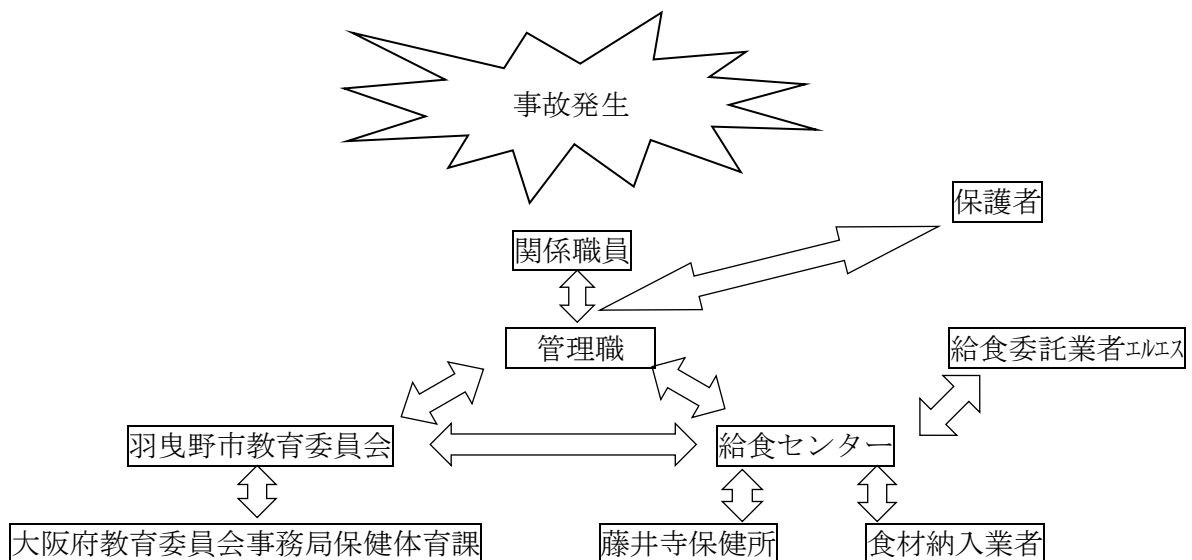 事故発生
保護者
関係職員
管理職
給食委託業者ｴﾙｴｽ
羽曳野市教育委員会
給食センター
大阪府教育委員会事務局保健体育課
藤井寺保健所
食材納入業者